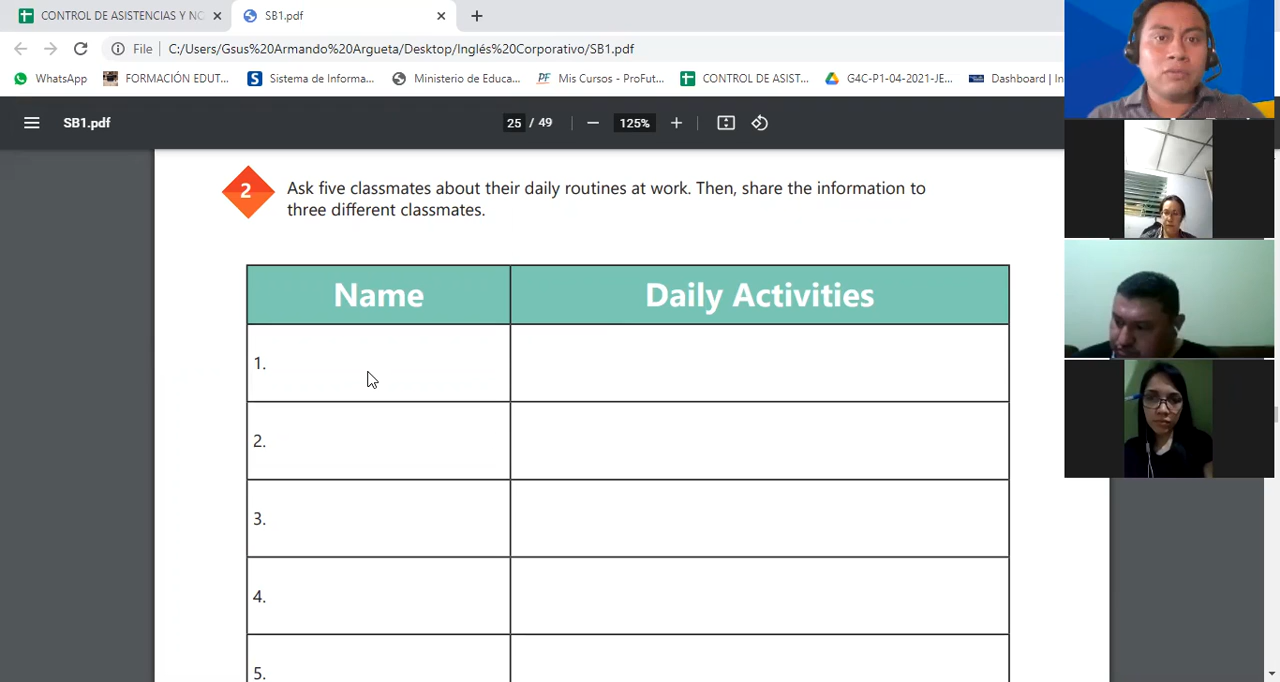 CONTROL DE ASISTENCIAS Y NO
SB1.pdf
File
C:/Users/Gsus%20Armando%20Argueta/Desktop/Inglés%20Corporativo/SB1.pdf
WhatsApp
FORMACIÓN EDUT...
Sistema de Informa...
Ministerio de Educa...
PF
Mis Cursos - ProFut...
CONTROL DE ASIST...
G4C-P1-04-2021-JE...
Dashboard | In
SB1.pdf
25 / 49
125%
2
Ask five classmates about their daily routines at work. Then, share the information to
three different classmates.
Name
Daily Activities
1.
2.
3.
4.
5.